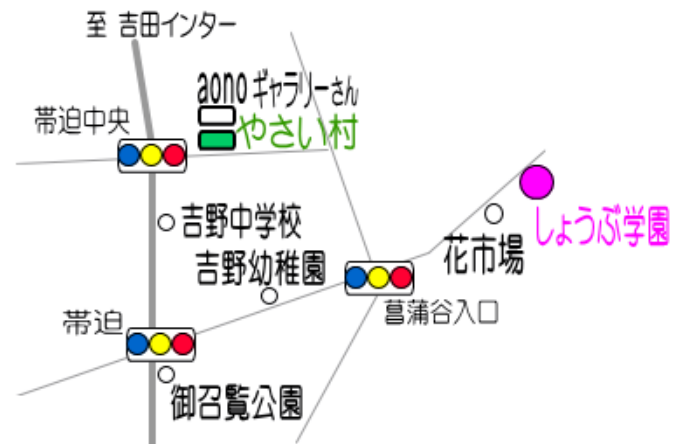 至 吉田インター
aono ギャラリーさん
帯迫中央
やさい村
吉野中学校
しょうぶ学園
花市場
吉野幼稚園
菖蒲谷入口
帯迫
御召覧公園